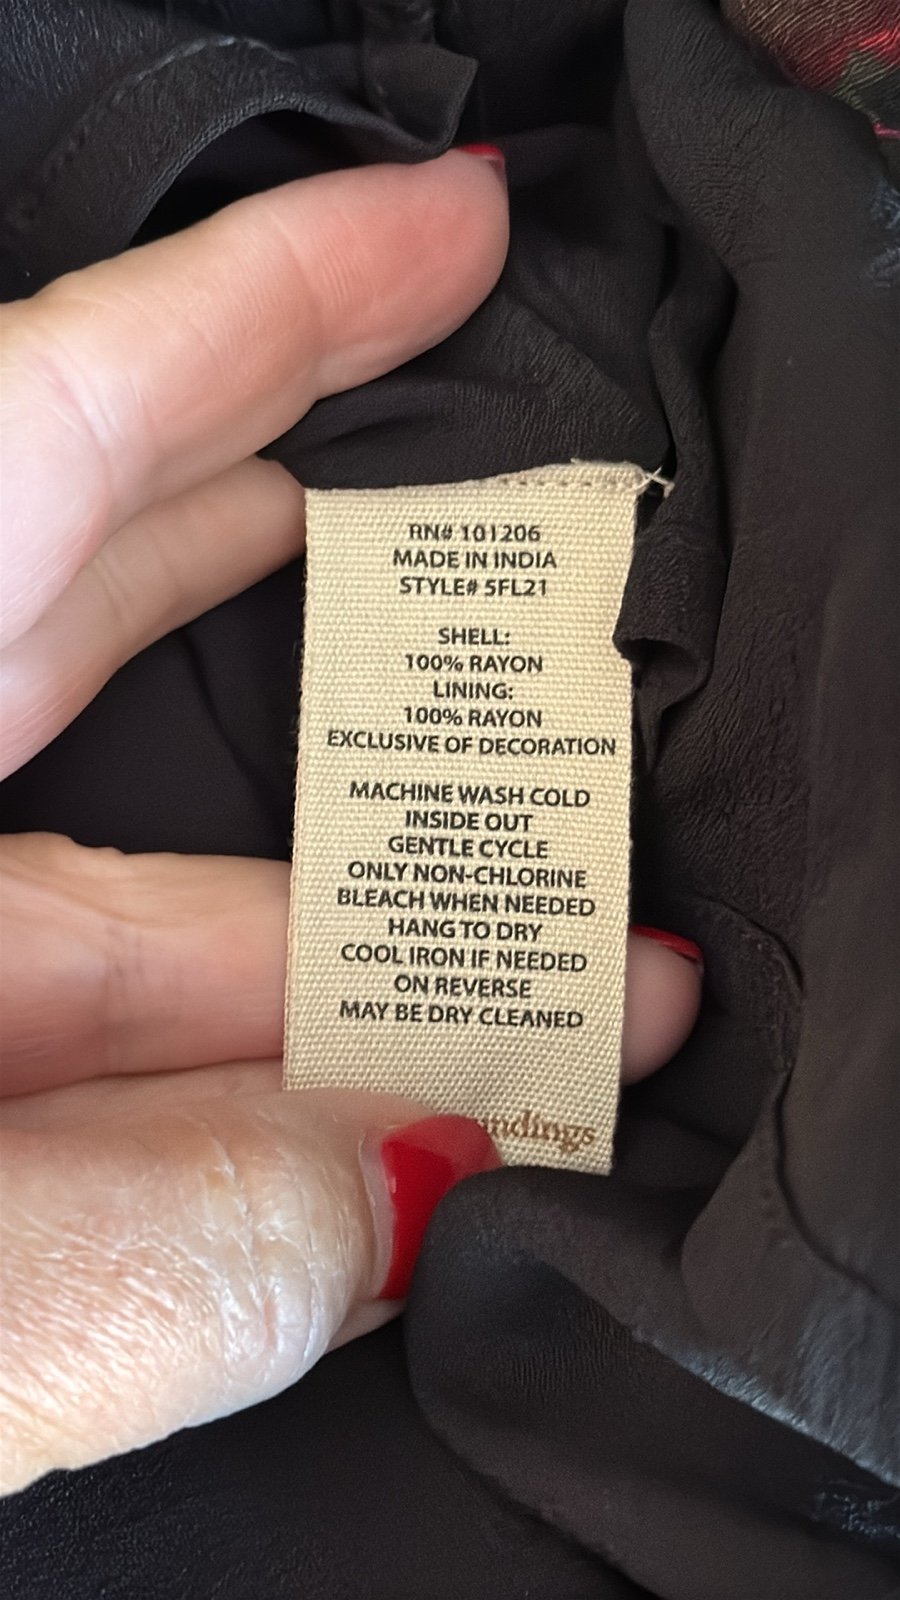 RN# 101206
MADE IN INDIA
STYLE# 5FL21
SHELL:
100% RAYON
LINING:
100% RAYON
EXCLUSIVE OF DECORATION
MACHINE WASH COLD
INSIDE OUT
GENTLE CYCLE
ONLY NON-CHLORINE
BLEACH WHEN NEEDED
HANG TO DRY
COOL IRON IF NEEDED
ON REVERSE
MAY BE DRY CLEANED